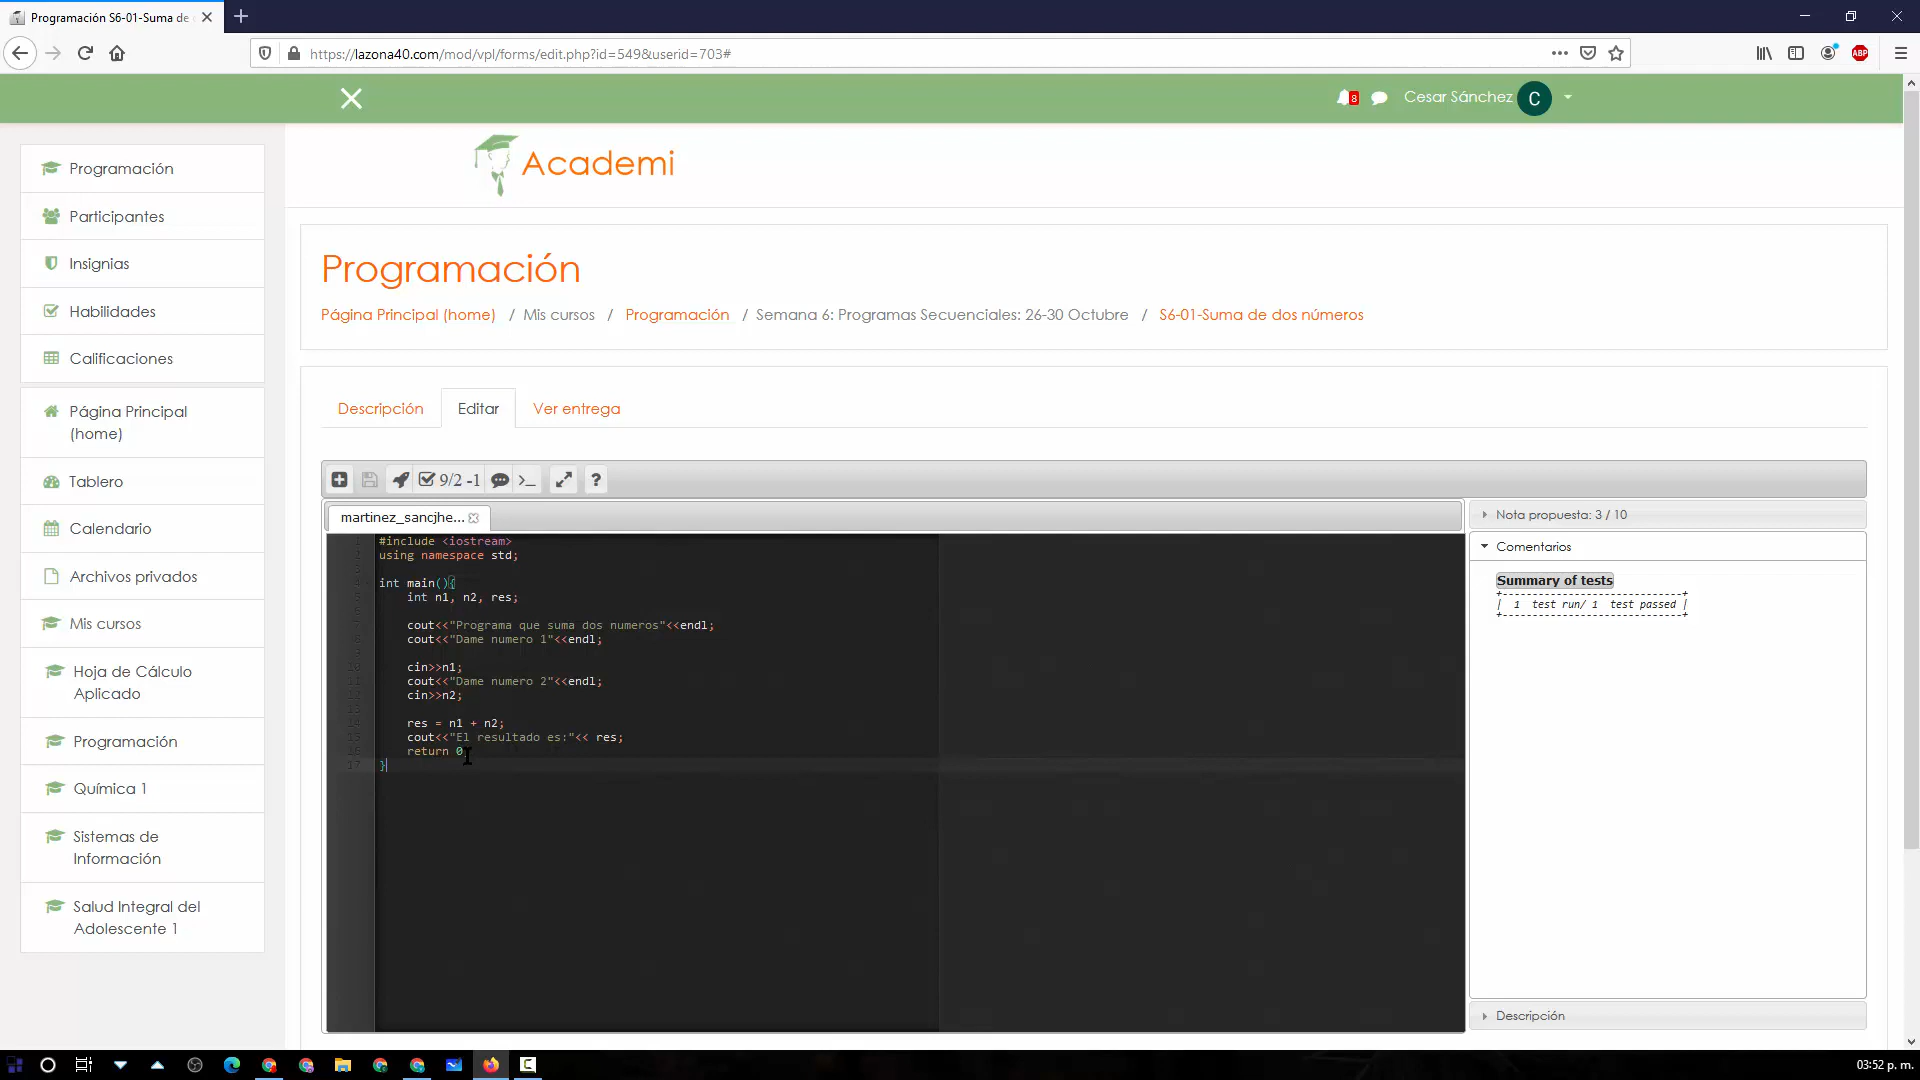 Programación S6-01-Suma de
https://lazona40.com/mod/vpl/forms/edit.php?id=549&userid=703#
ABP
8
Cesar Sánchez
C
Academi
Programación
Participantes
Insignias
Habilidades
Calificaciones
Página Principal
(home)
Tablero
Calendario
Archivos privados
Mis cursos
Hoja de Cálculo
Aplicado
Programación
Química 1
Sistemas de
Información
Salud Integral del
Adolescente 1
Programación
Página Principal (home) / Mis cursos / Programación / Semana 6: Programas Secuenciales: 26-30 Octubre / S6-01-Suma de dos números
Descripción
Editar
Ver entrega
9/2 -1
martinez_sancjhe...
#include <iostream>
using namespace std;
int main(){
int n1, n2, res;
cout<<"Programa que suma dos numeros"<<endl;
cout<<"Dame numero 1"<<endl;
cin>>n1;
cout<<"Dame numero 2"<<endl;
cin>>n2;
res = n1 + n2;
cout<<"El resultado es:"<< res;
return 0
17 }
Nota propuesta: 3 / 10
Comentarios
Summary of tests
+------------------------------+
| 1 test run/ 1 test passed |
+------------------------------+
Descripción
03:52 p. m.